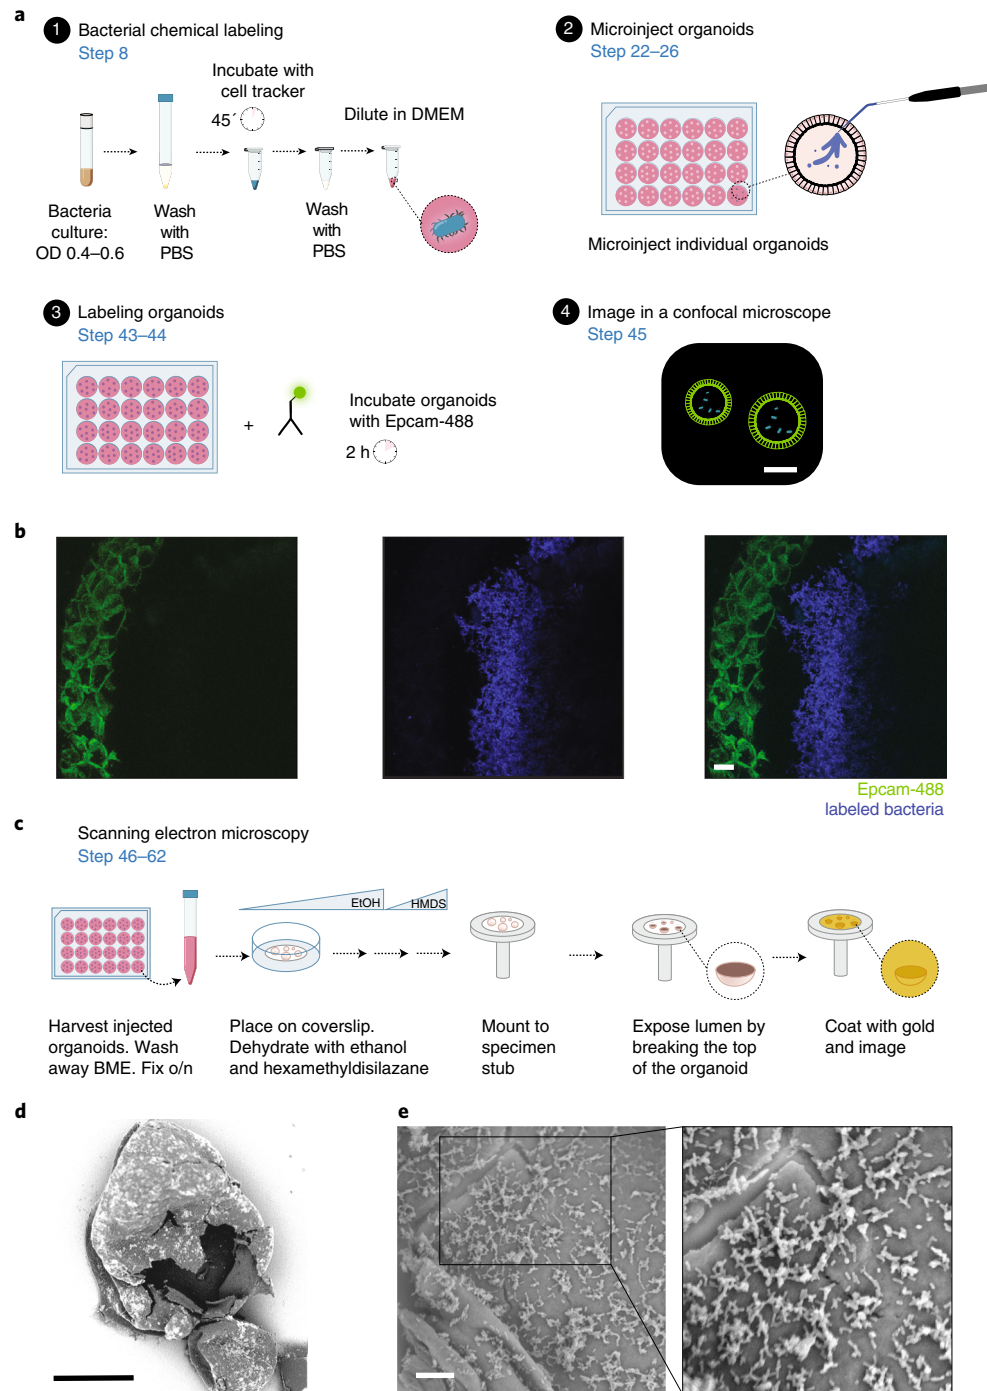 a
1 Bacterial chemical labeling
Step 8
Incubate with
cell tracker
45´
Dilute in DMEM
Bacteria
culture:
OD 0.4–0.6
Wash
with
PBS
Wash
with
PBS
2 Microinject organoids
Step 22–26
Microinject individual organoids
3 Labeling organoids
Step 43–44
+
Incubate organoids
with Epcam-488
2 h
4 Image in a confocal microscope
Step 45
b
Epcam-488
labeled bacteria
c
Scanning electron microscopy
Step 46–62
EtOH
HMDS
Harvest injected
organoids. Wash
away BME. Fix o/n
Place on coverslip.
Dehydrate with ethanol
and hexamethyldisilazane
Mount to
specimen
stub
Expose lumen by
breaking the top
of the organoid
Coat with gold
and image
d
e